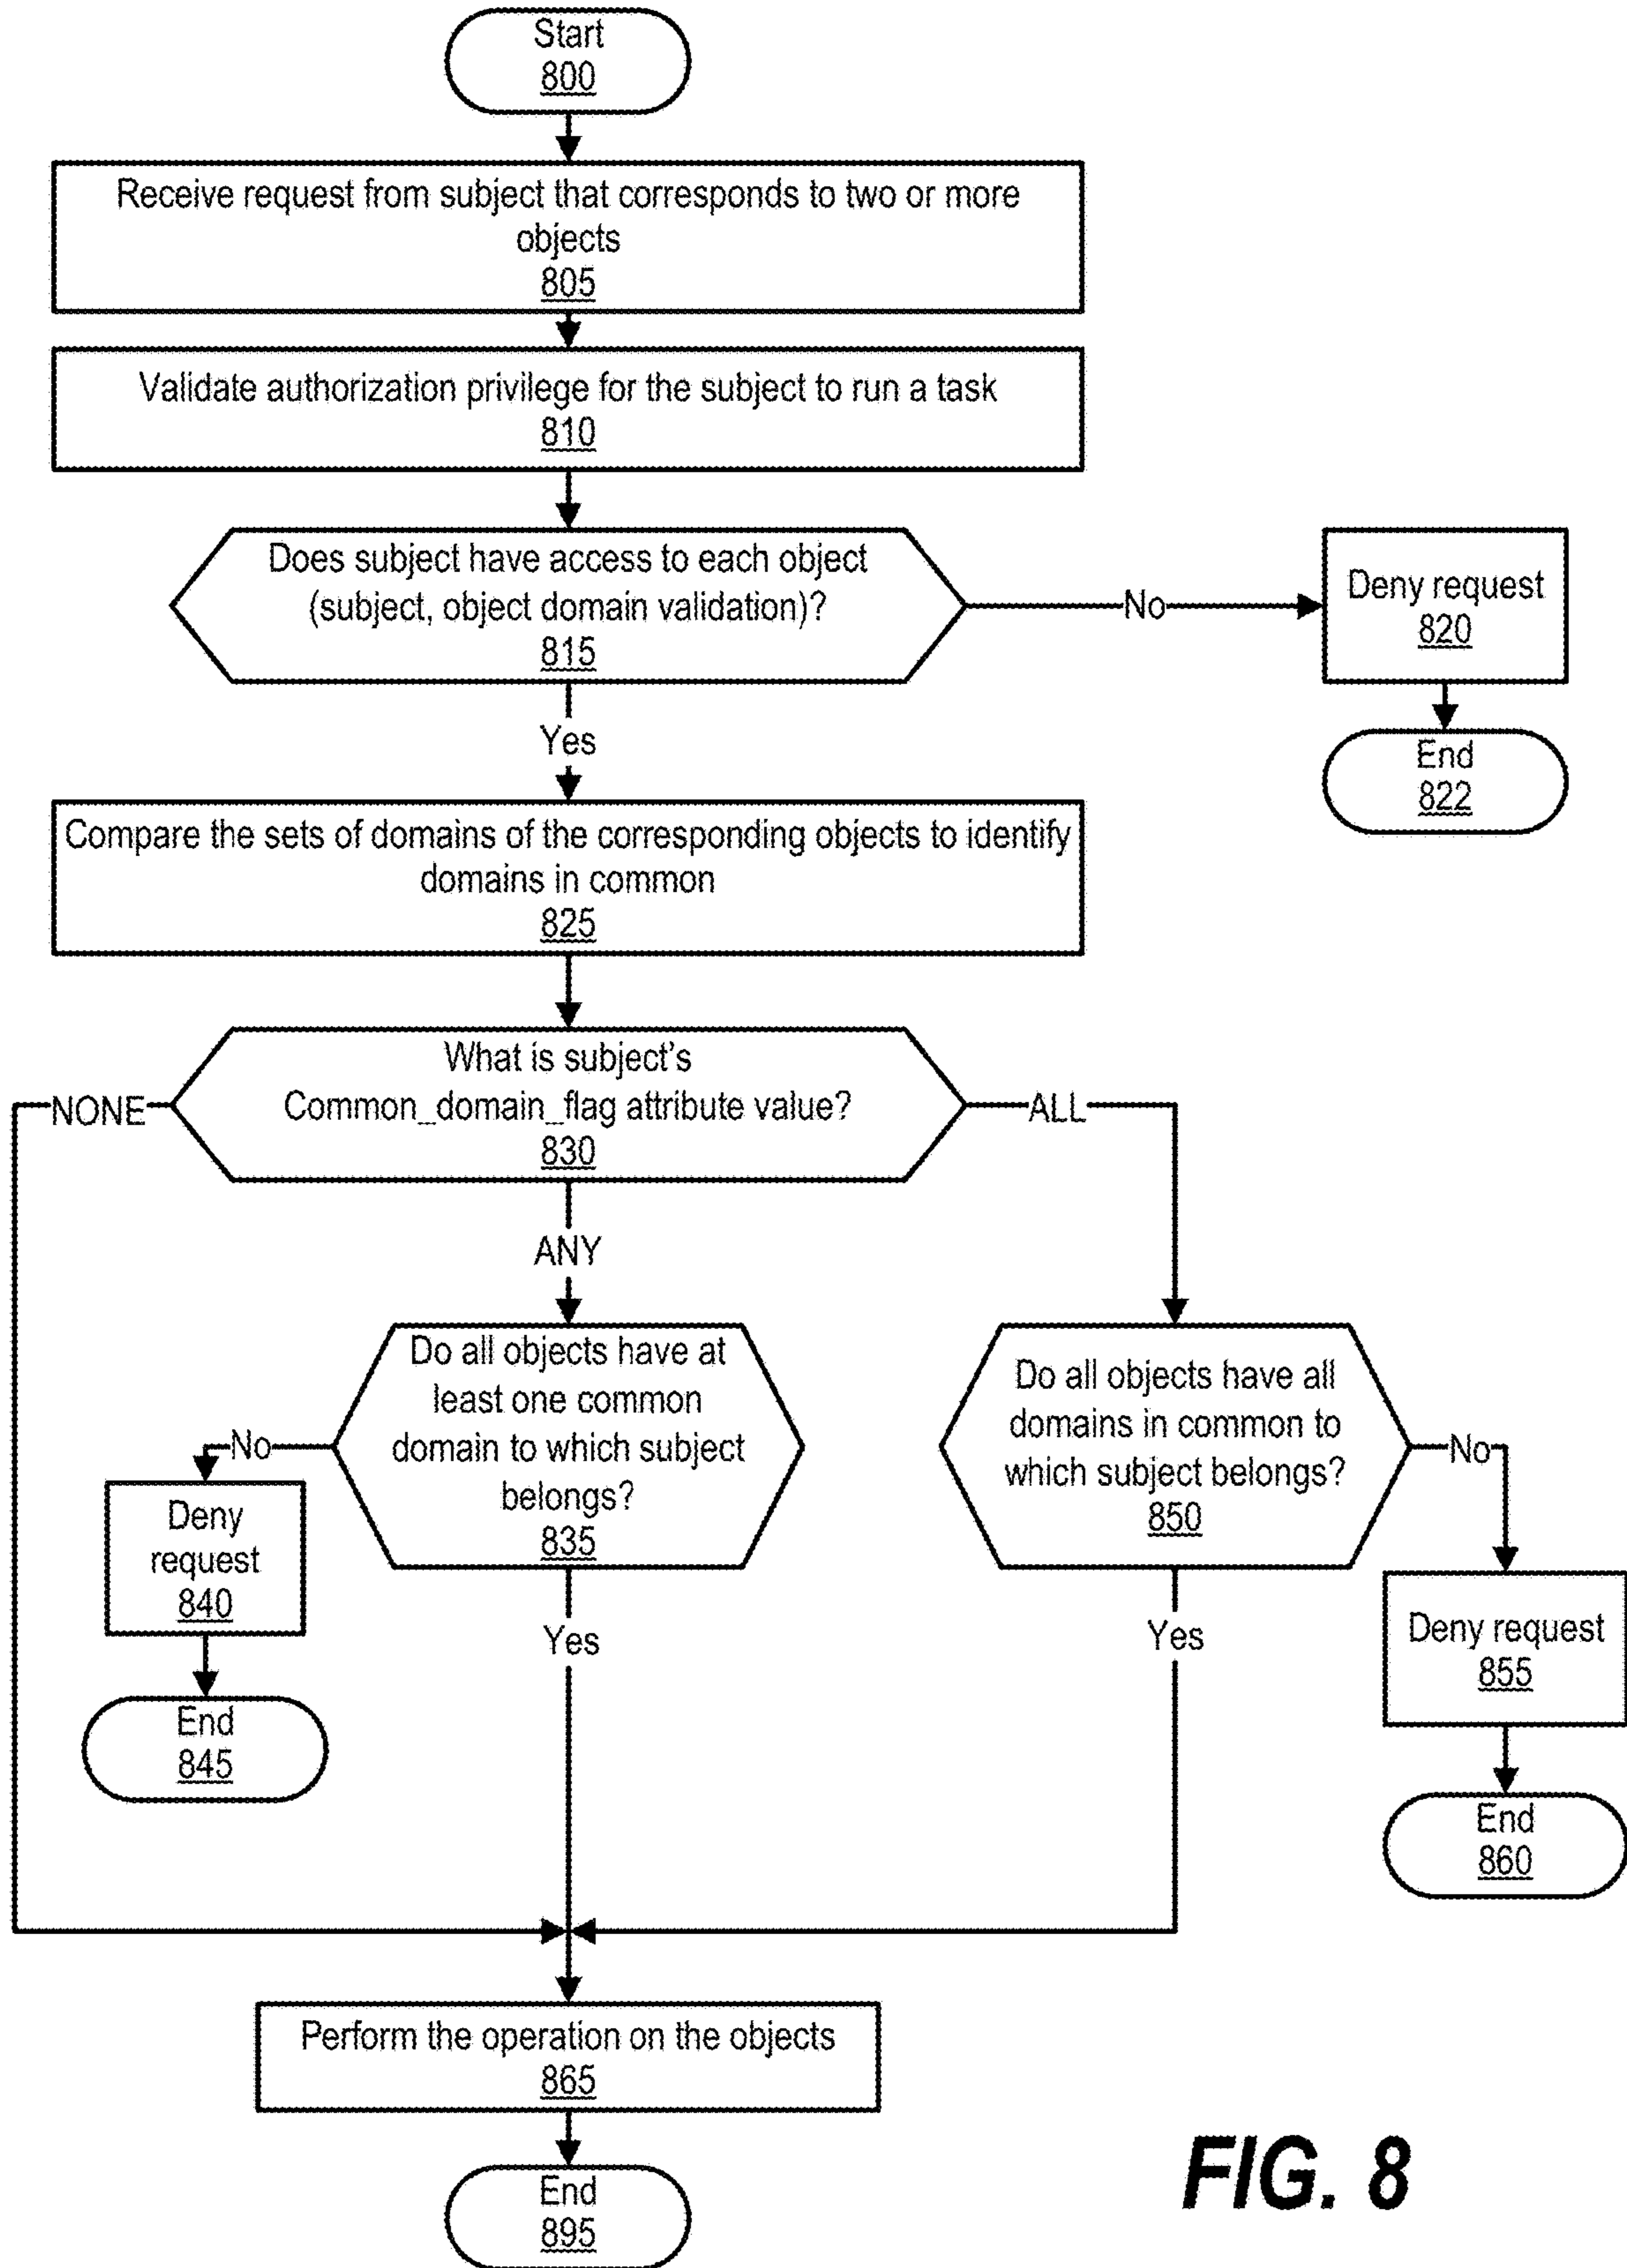 Start
800
Receive request from subject that corresponds to two or more
objects
805
Validate authorization privilege for the subject to run a task
810
Does subject have access to each object
(subject, object domain validation)?
815
No
Deny request
820
End
822
Yes
Compare the sets of domains of the corresponding objects to identify
domains in common
825
What is subject's
Common_domain_flag attribute value?
830
NONE
ALL
ANY
Do all objects have at
least one common
domain to which subject
belongs?
835
No
Deny
request
840
End
845
Yes
Do all objects have all
domains in common to
which subject belongs?
850
No
Deny request
855
End
860
Yes
Perform the operation on the objects
865
End
895
FIG. 8